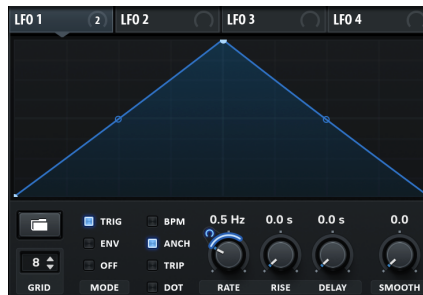 LFO 1 2 LFO 2 LFO 3 LFO 4
TRIG BPM 0.5 Hz 0.0 s 0.0 s 0.0
ENV ANCH
8 OFF TRIP
GRID MODE DOT RATE RISE DELAY SMOOTH